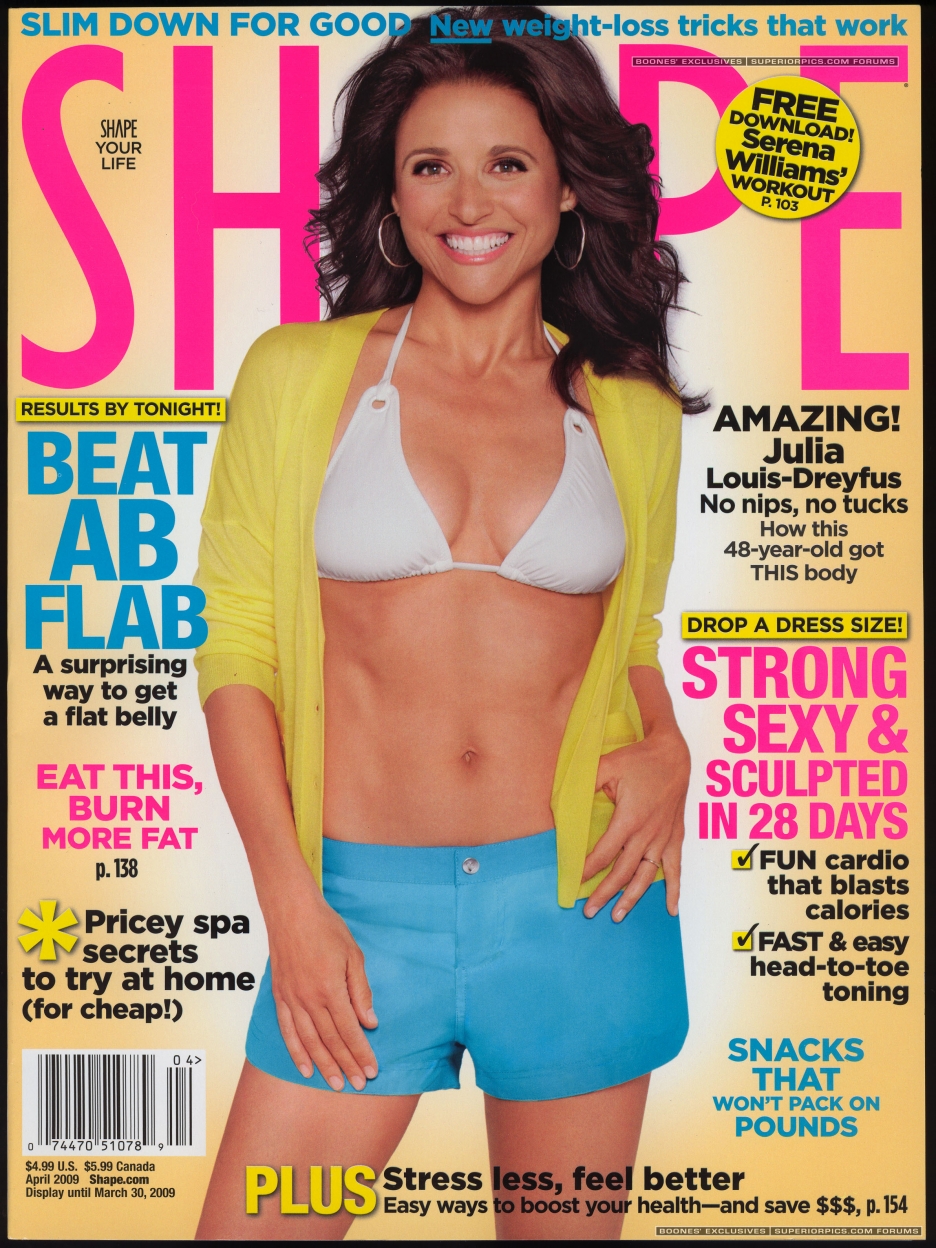 SLIM DOWN FOR GOOD New weight-loss tricks that work
BOONES' EXCLUSIVES | SUPERIORPICS.COM FORUMS
SHAPE
SHAPE
YOUR
LIFE
FREE
DOWNLOAD!
Serena
Williams'
WORKOUT
P. 103
RESULTS BY TONIGHT!
BEAT
AB
FLAB
A surprising
way to get
a flat belly
EAT THIS,
BURN
MORE FAT
p. 138
Pricey spa
secrets
to try at home
(for cheap!)
AMAZING!
Julia
Louis-Dreyfus
No nips, no tucks
How this
48-year-old got
THIS body
DROP A DRESS SIZE!
STRONG
SEXY &
SCULPTED
IN 28 DAYS
✓FUN cardio
that blasts
calories
✓FAST & easy
head-to-toe
toning
SNACKS
THAT
WON'T PACK ON
POUNDS
04>
0 74470 51078 9
$4.99 U.S. $5.99 Canada
April 2009 Shape.com
Display until March 30, 2009
PLUS Stress less, feel better
Easy ways to boost your health—and save $$$, p. 154
BOONES' EXCLUSIVES | SUPERIORPICS.COM FORUMS